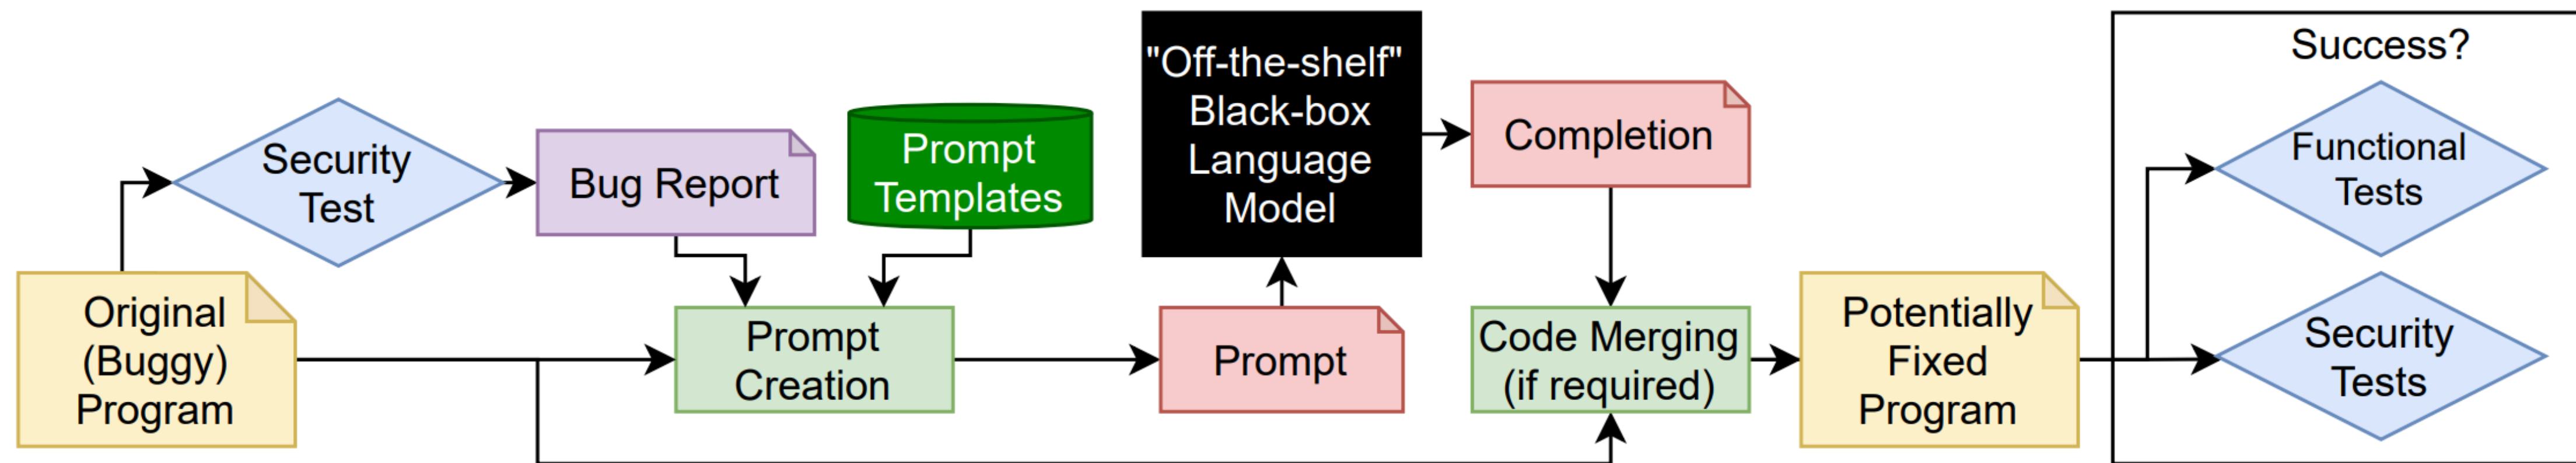 Original
(Buggy)
Program
Security
Test
Bug Report
Prompt
Templates
Prompt
Creation
Prompt
"Off-the-shelf"
Black-box
Language
Model
Completion
Code Merging
(if required)
Potentially
Fixed
Program
Success?
Functional
Tests
Security
Tests